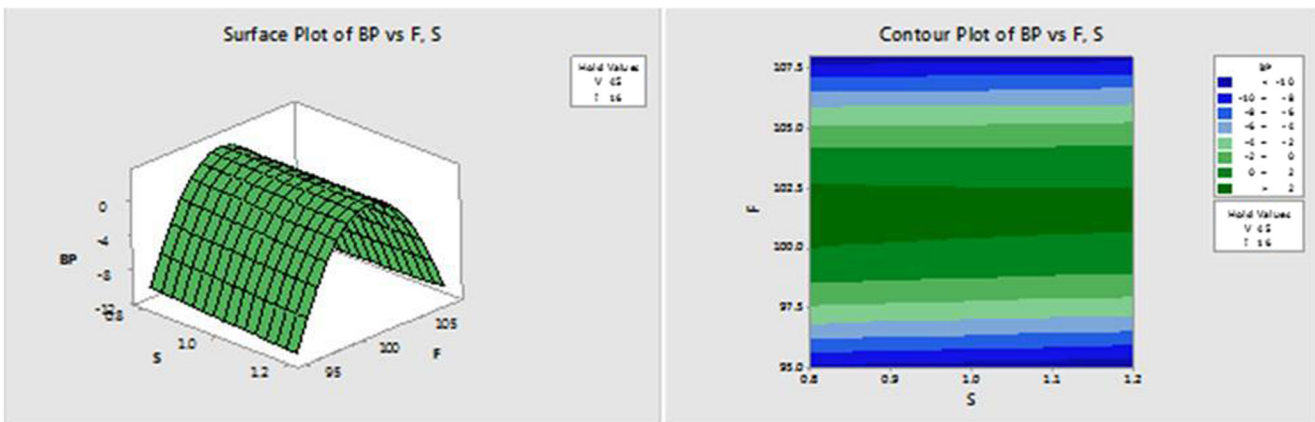 Surface Plot of BP vs F, S
Hold Values
0
-4
-8
BP
0.8
1.0
1.2
S
95
100
105
F
Contour Plot of BP vs F, S
107.5
105.0
102.5
100.0
97.5
95.0
F
0.8
0.9
1.0
1.1
1.2
S
BP
< -10
-10 - -8
-8 - -6
-6 - -4
-4 - -2
-2 - 0
0 - 2
> 2
Hold Values